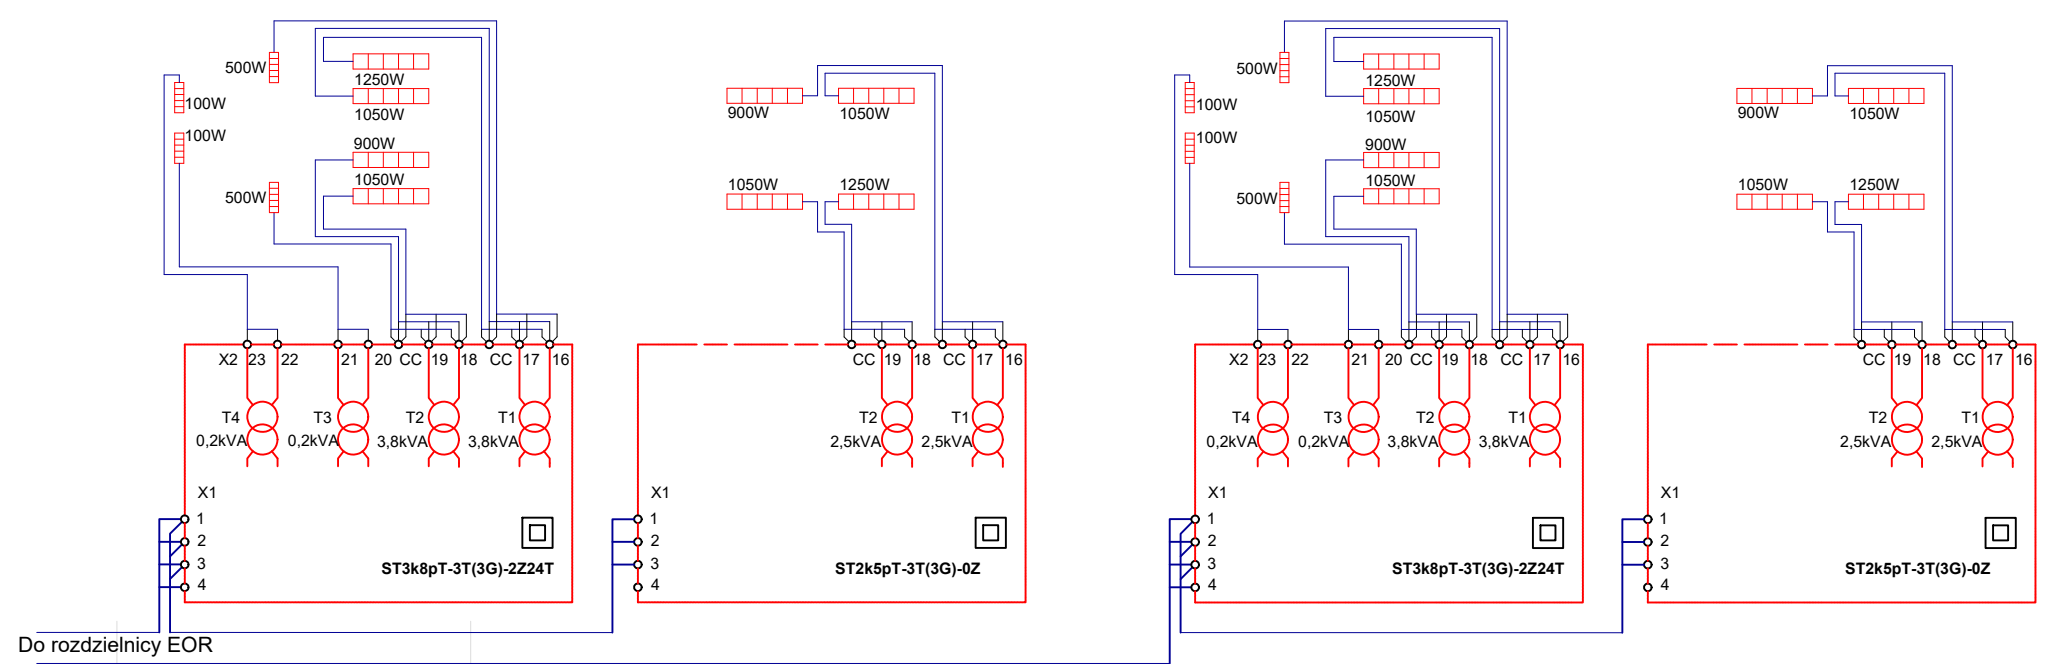 500W
1250W
100W
1050W
100W
900W
1050W
500W
900W
1050W
1050W
1250W
500W
1250W
100W
1050W
100W
900W
1050W
500W
900W
1050W
1050W
1250W
X2 23 22 21 20 CC 19 18 CC 17 16
T4 T3 T2 T1
0,2kVA 0,2kVA 3,8kVA 3,8kVA
X1
1
2
3
4
ST3k8pT-3T(3G)-2Z24T
CC 19 18 CC 17 16
T2 T1
2,5kVA 2,5kVA
X1
1
2
3
4
ST2k5pT-3T(3G)-0Z
X2 23 22 21 20 CC 19 18 CC 17 16
T4 T3 T2 T1
0,2kVA 0,2kVA 3,8kVA 3,8kVA
X1
1
2
3
4
ST3k8pT-3T(3G)-2Z24T
CC 19 18 CC 17 16
T2 T1
2,5kVA 2,5kVA
X1
1
2
3
4
ST2k5pT-3T(3G)-0Z
Do rozdzielnicy EOR